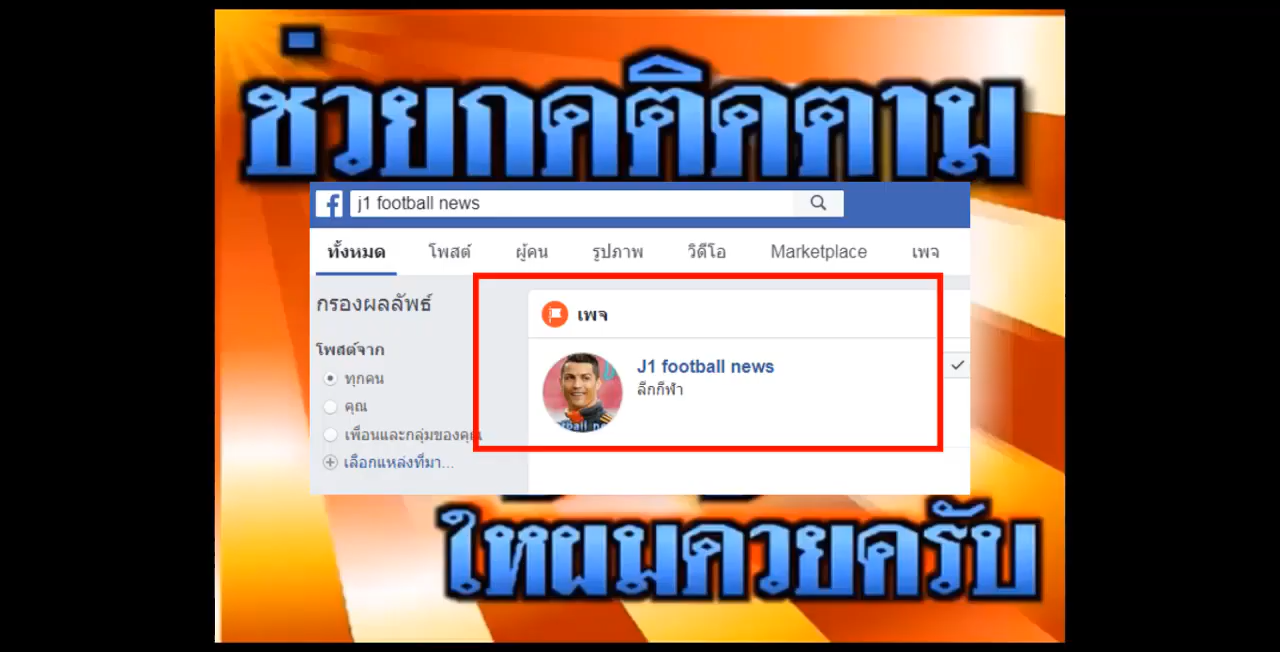 ช่วยกดติดตาม
j1 football news
ทั้งหมด โพสต์ ผู้คน รูปภาพ วิดีโอ Marketplace เพจ
กรองผลลัพธ์
เพจ
โพสต์จาก
J1 football news
ทุกคน
ลีกกีฬา
คุณ
เพื่อนและกลุ่มของคุณ
เลือกแหล่งที่มา...
ใหผมดวยครับ